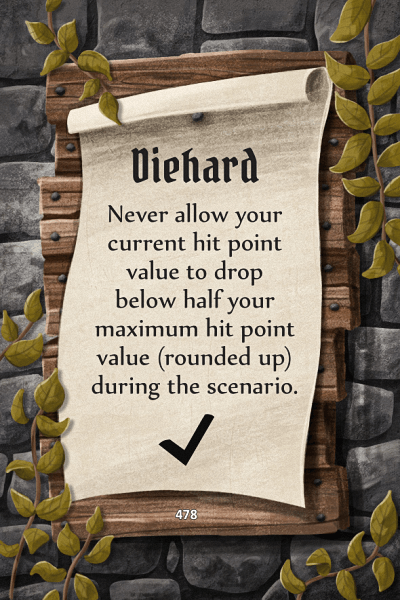 Diehard
Never allow your
current hit point
value to drop
below half your
maximum hit point
value (rounded up)
during the scenario.
478